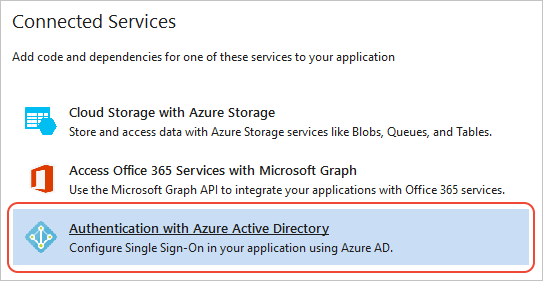 Connected Services
Add code and dependencies for one of these services to your application
Cloud Storage with Azure Storage
Store and access data with Azure Storage services like Blobs, Queues, and Tables.
Access Office 365 Services with Microsoft Graph
Use the Microsoft Graph API to integrate your applications with Office 365 services.
Authentication with Azure Active Directory
Configure Single Sign-On in your application using Azure AD.